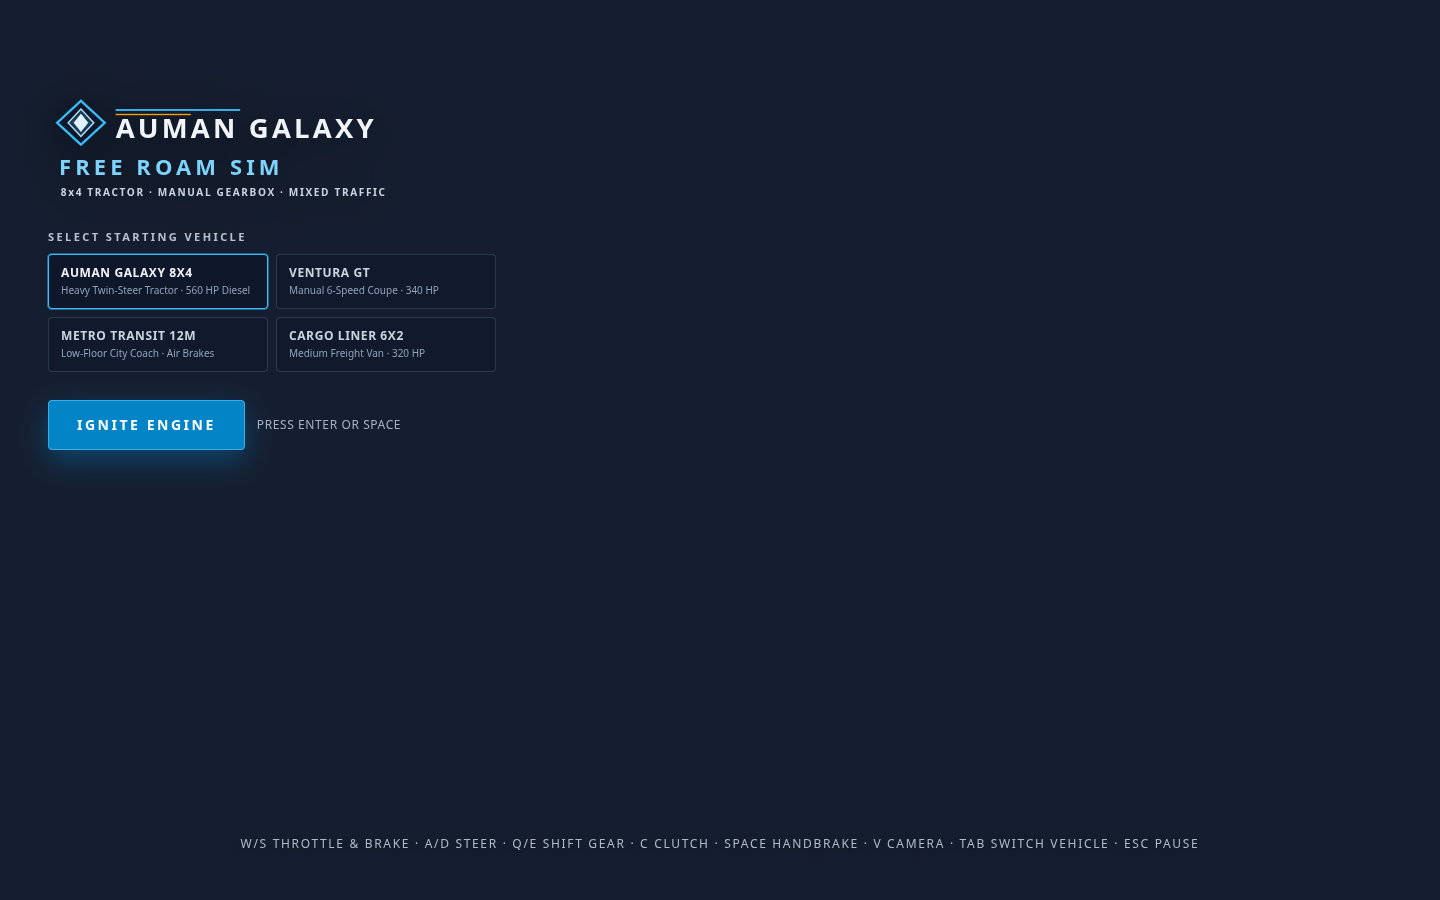 AUMAN GALAXY
FREE ROAM SIM
8x4 TRACTOR · MANUAL GEARBOX · MIXED TRAFFIC
SELECT STARTING VEHICLE
AUMAN GALAXY 8X4
Heavy Twin-Steer Tractor · 560 HP Diesel
VENTURA GT
Manual 6-Speed Coupe · 340 HP
METRO TRANSIT 12M
Low-Floor City Coach · Air Brakes
CARGO LINER 6X2
Medium Freight Van · 320 HP
IGNITE ENGINE
PRESS ENTER OR SPACE
W/S THROTTLE & BRAKE · A/D STEER · Q/E SHIFT GEAR · C CLUTCH · SPACE HANDBRAKE · V CAMERA · TAB SWITCH VEHICLE · ESC PAUSE